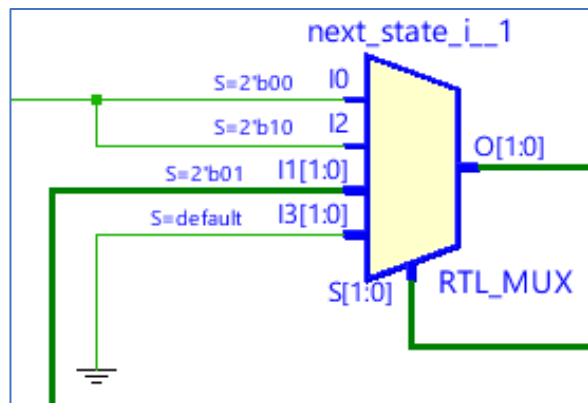 next_state_i__1
S=2'b00 I0
S=2'b10 I2
S=2'b01 I1[1:0]
S=default I3[1:0]
O[1:0]
S[1:0]
RTL_MUX